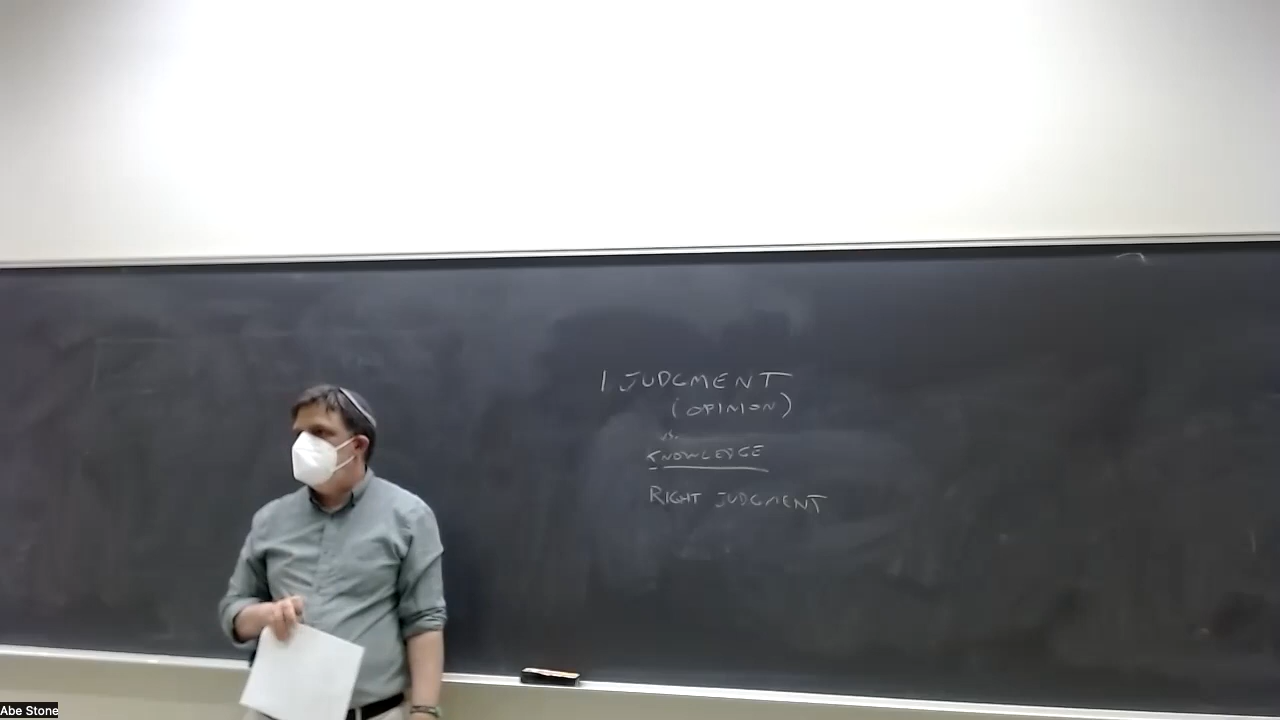 1. JUDGMENT
(OPINION)
vs.
KNOWLEDGE
RIGHT JUDGMENT
Abe Stone